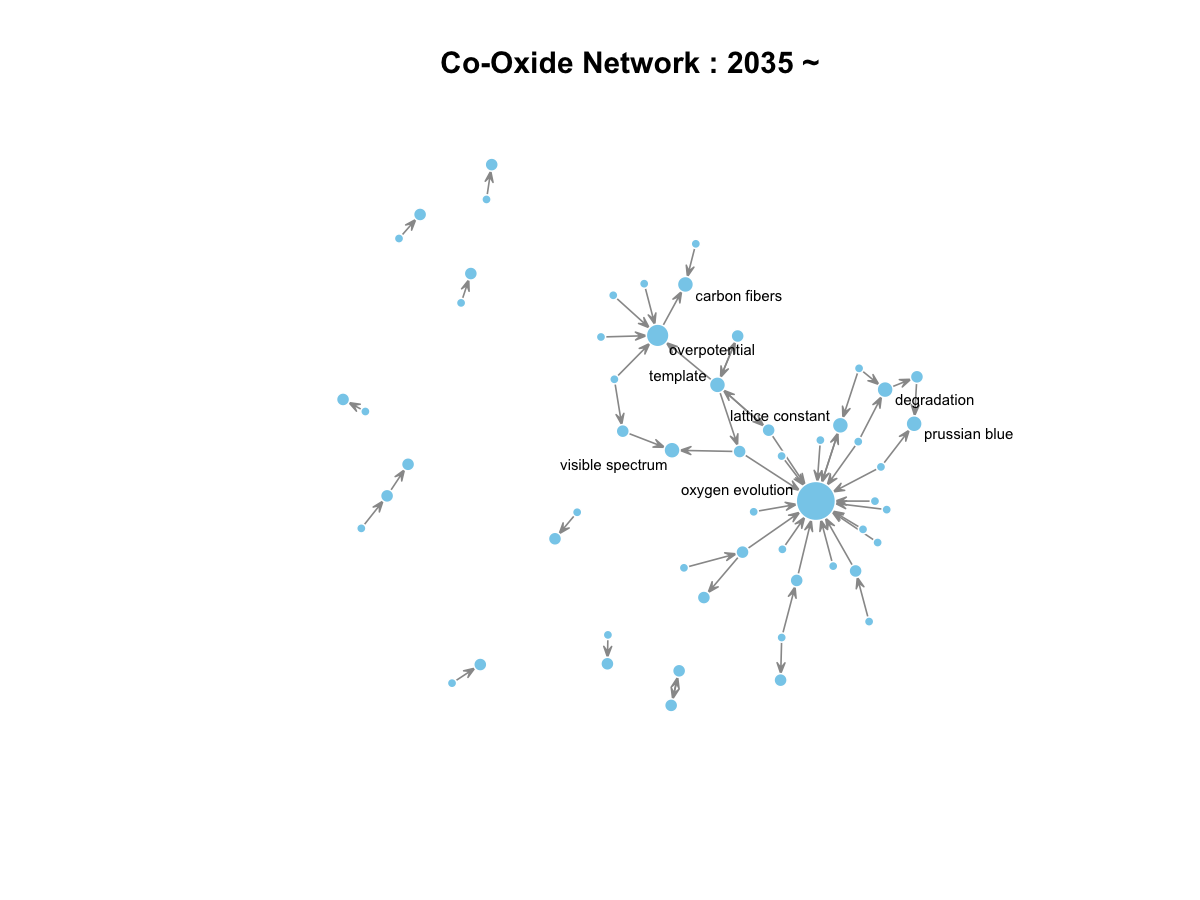 Co-Oxide Network : 2035 ~
carbon fibers
overpotential
template
degradation
lattice constant
prussian blue
visible spectrum
oxygen evolution